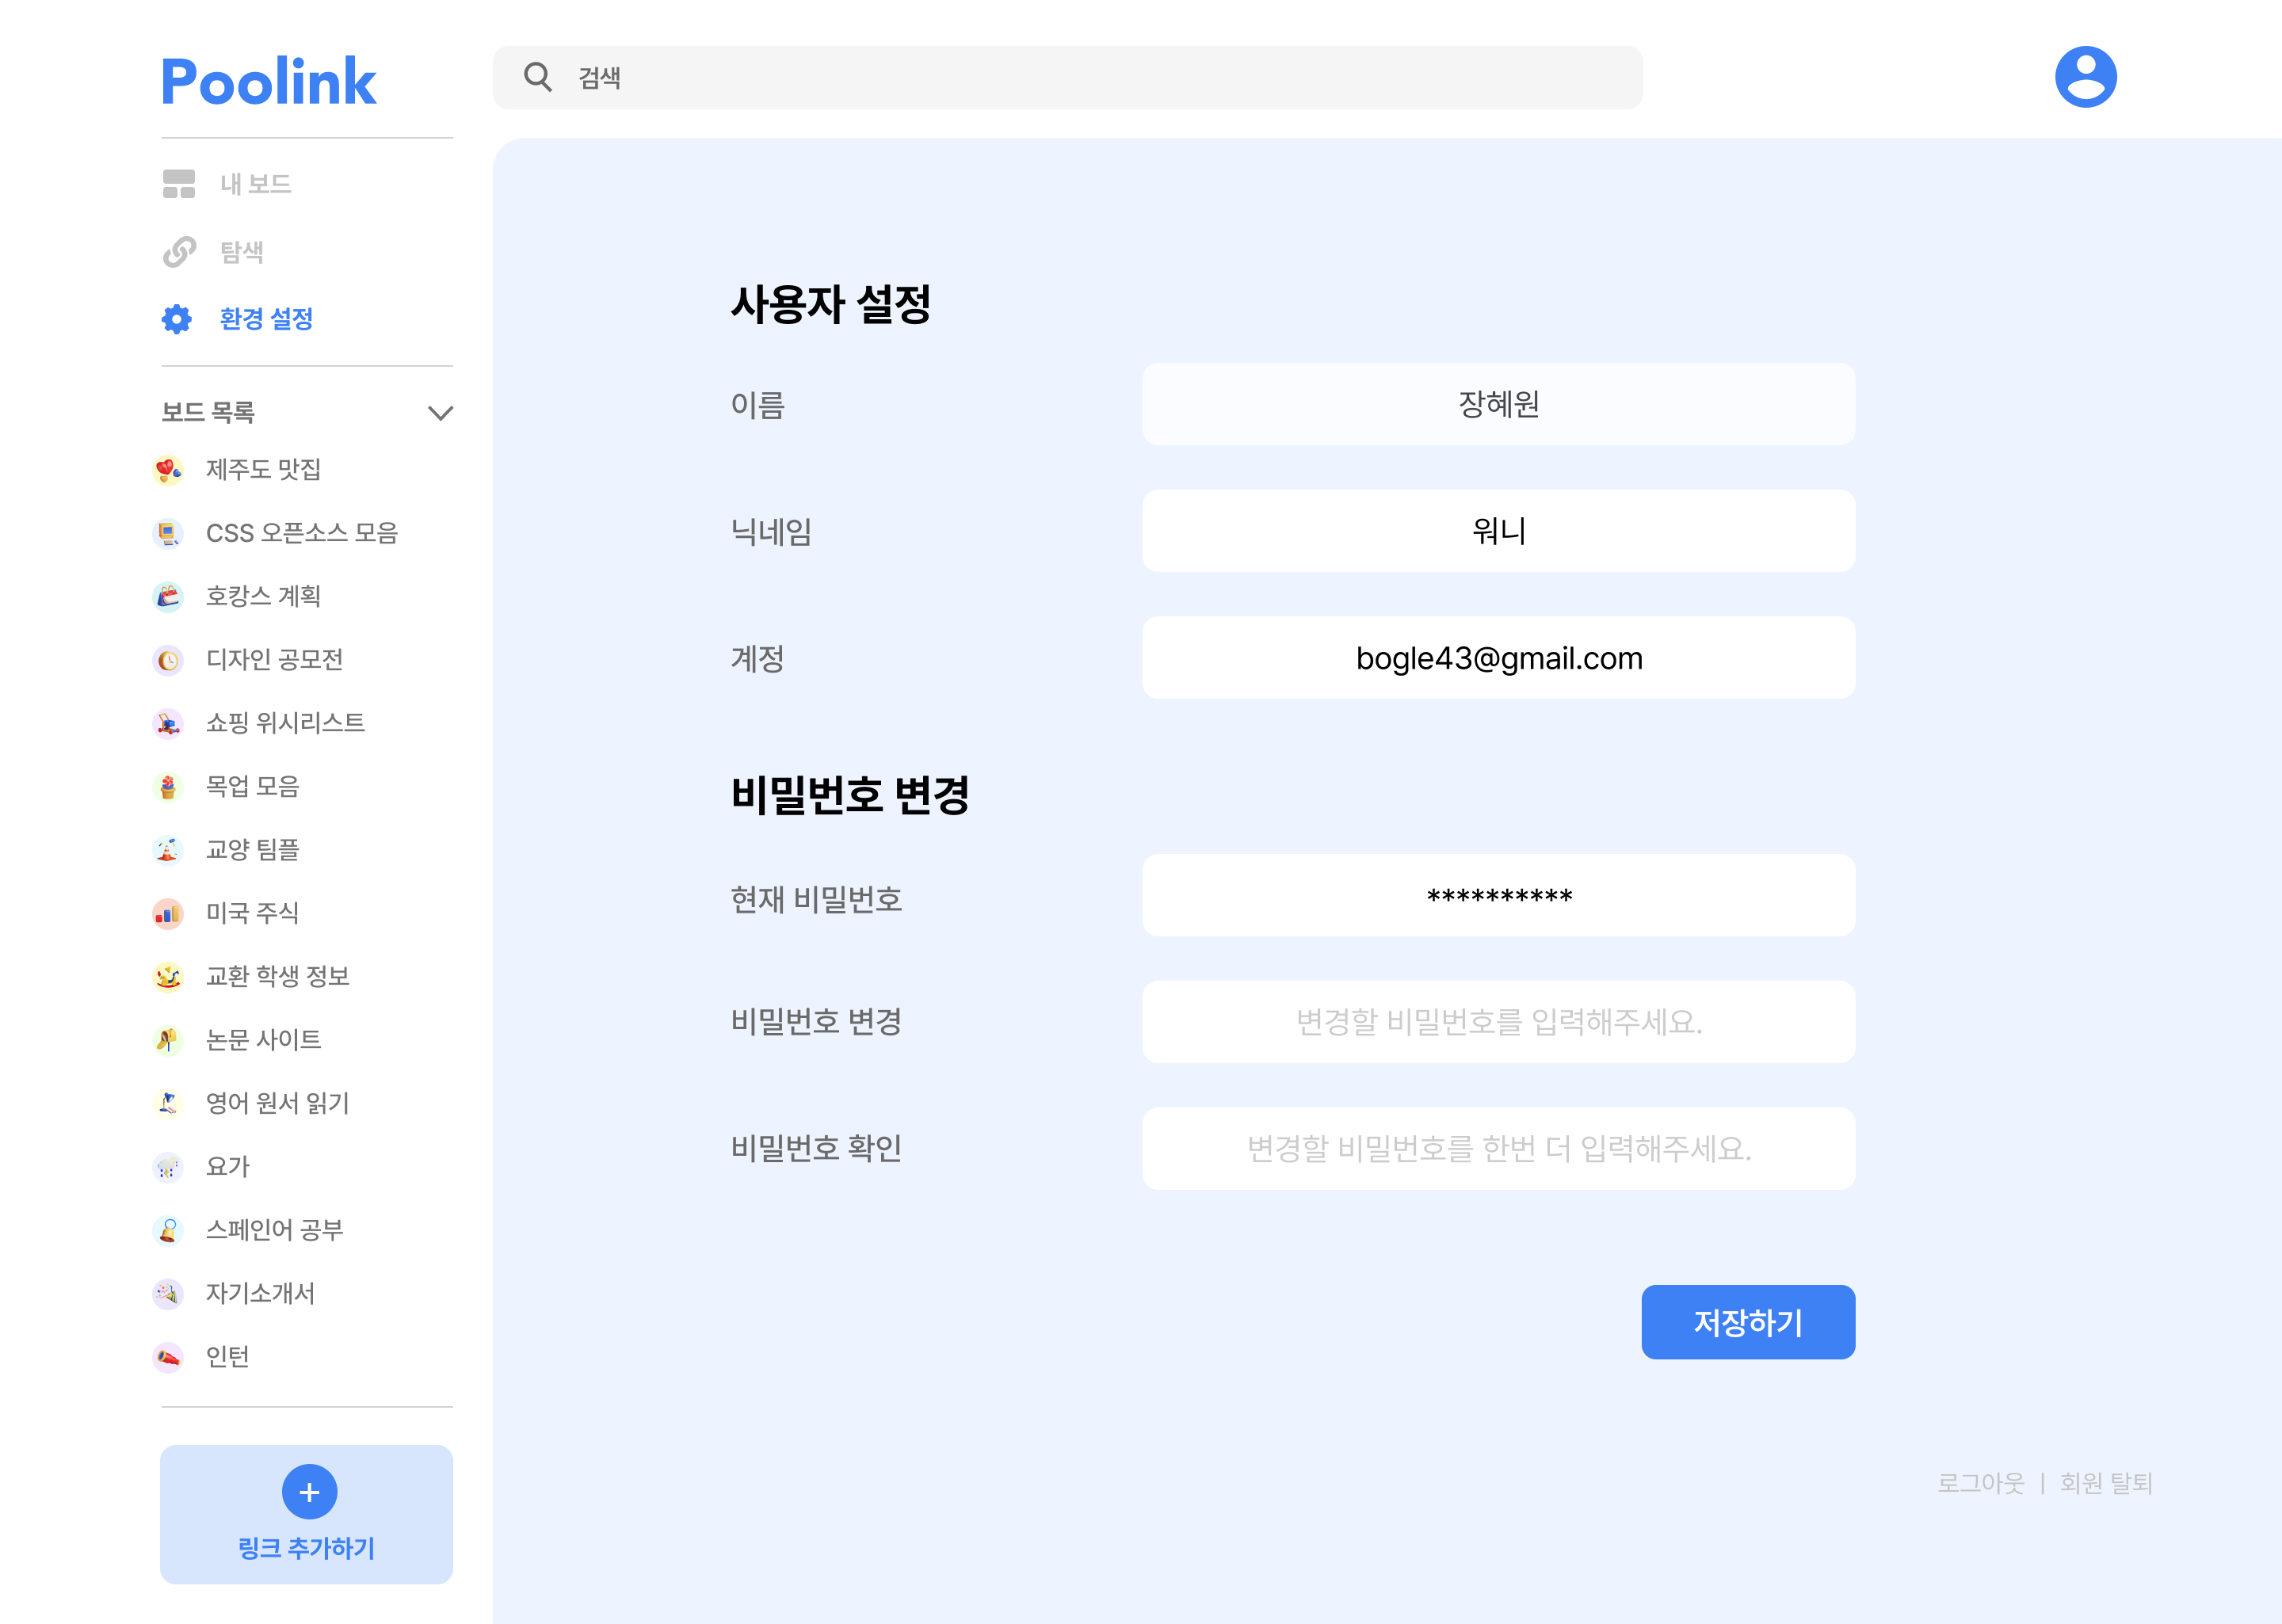 Poolink
검색
내 보드
탐색
환경 설정
보드 목록
제주도 맛집
CSS 오픈소스 모음
호캉스 계획
디자인 공모전
쇼핑 위시리스트
목업 모음
교양 팀플
미국 주식
교환 학생 정보
논문 사이트
영어 원서 읽기
요가
스페인어 공부
자기소개서
인턴
링크 추가하기
사용자 설정
이름 장혜원
닉네임 워니
계정 bogle43@gmail.com
비밀번호 변경
현재 비밀번호 **********
비밀번호 변경 변경할 비밀번호를 입력해주세요.
비밀번호 확인 변경할 비밀번호를 한번 더 입력해주세요.
저장하기
로그아웃 | 회원 탈퇴